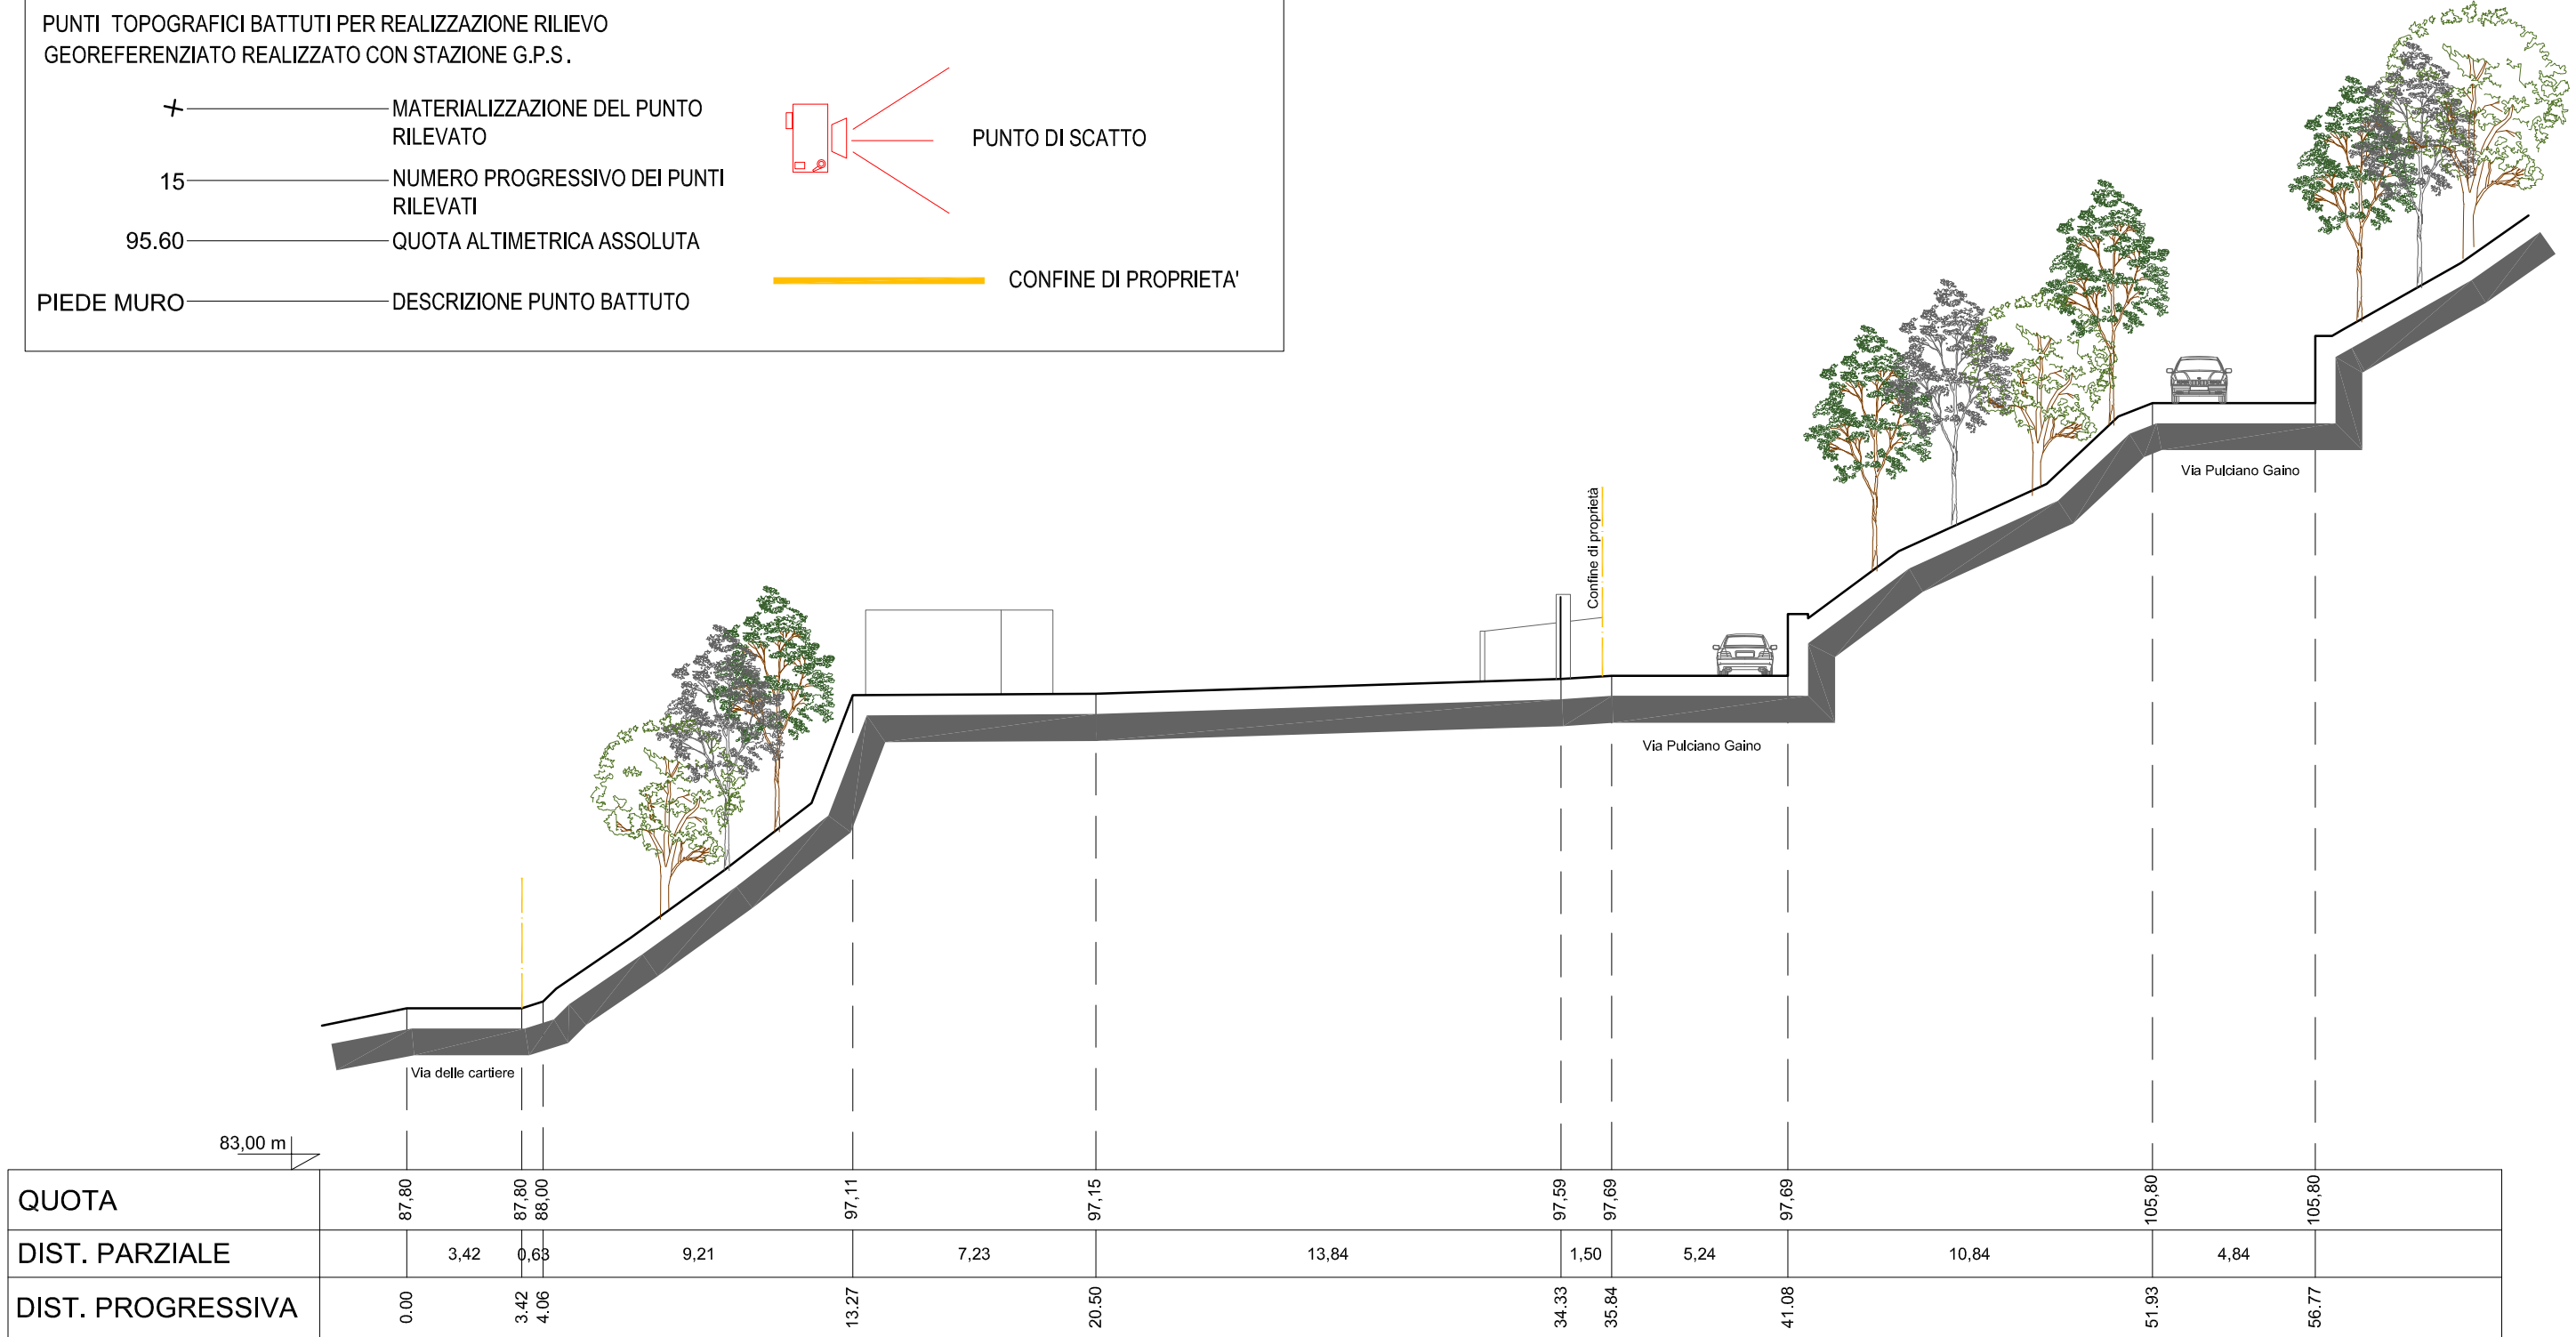 PUNTI TOPOGRAFICI BATTUTI PER REALIZZAZIONE RILIEVO
GEOREFERENZIATO REALIZZATO CON STAZIONE G.P.S.
MATERIALIZZAZIONE DEL PUNTO
RILEVATO
PUNTO DI SCATTO
15
NUMERO PROGRESSIVO DEI PUNTI
RILEVATI
95.60
QUOTA ALTIMETRICA ASSOLUTA
CONFINE DI PROPRIETA'
PIEDE MURO
DESCRIZIONE PUNTO BATTUTO
Via Pulciano Gaino
Confine di proprietà
Via Pulciano Gaino
Via delle cartiere
83,00 m
QUOTA
87,80
87,80
88,00
97,11
97,15
97,59
97,69
97,69
105,80
105,80
DIST. PARZIALE
3,42
0,63
9,21
7,23
13,84
1,50
5,24
10,84
4,84
DIST. PROGRESSIVA
0.00
3.42
4.06
13.27
20.50
34.33
35.84
41.08
51.93
56.77